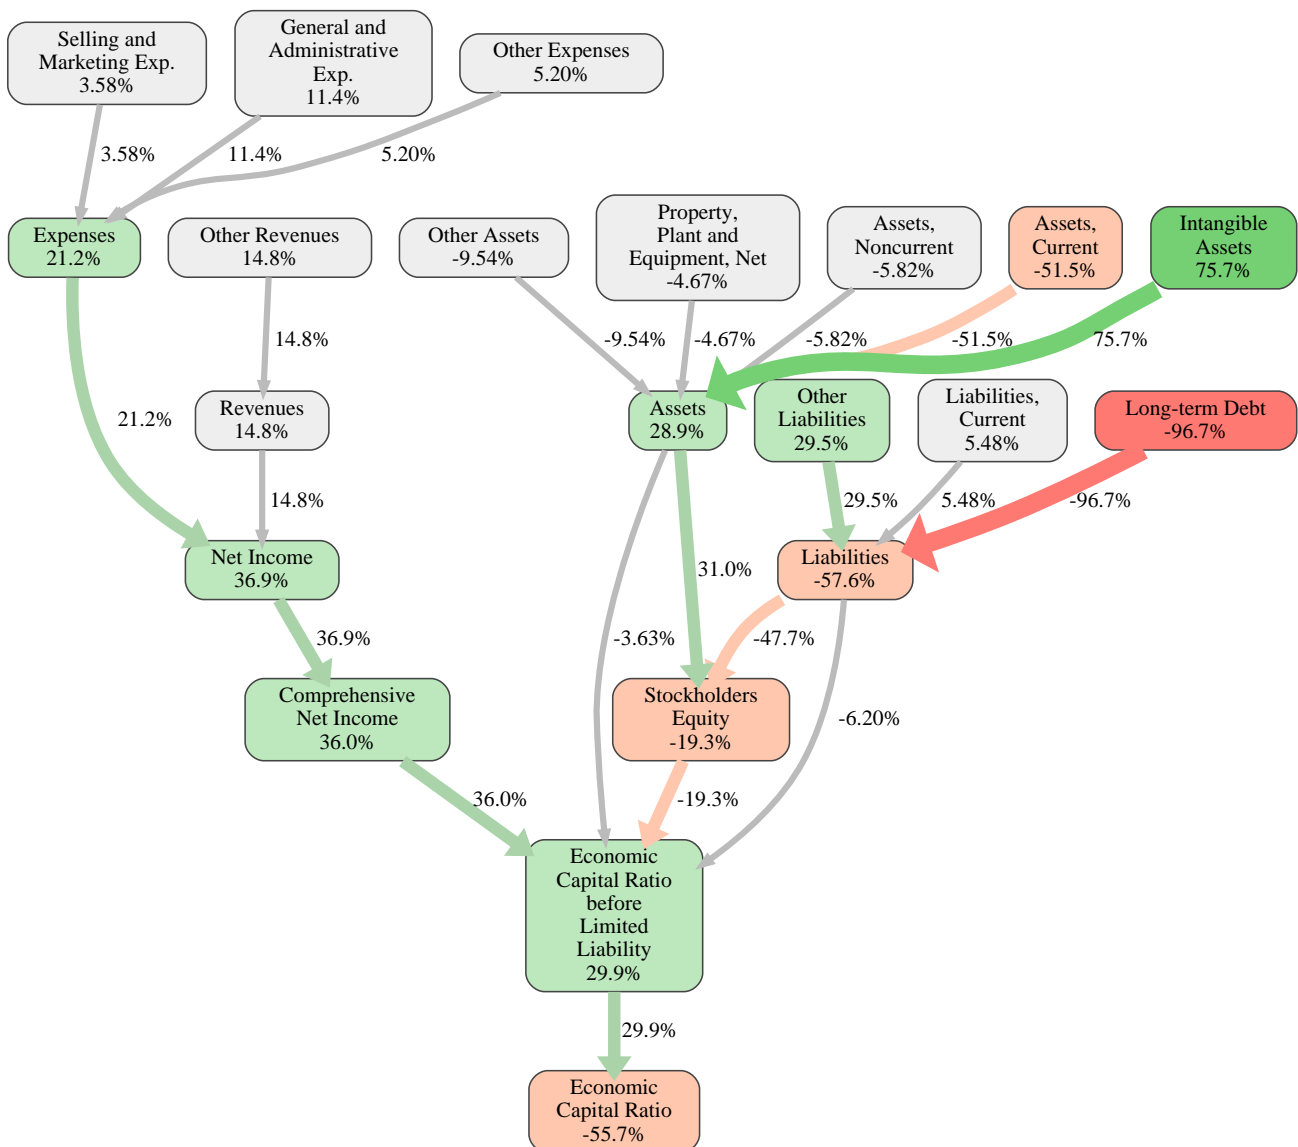 Selling and
Marketing Exp.
3.58%
General and
Administrative
Exp.
11.4%
Other Expenses
5.20%
3.58%
11.4%
5.20%
Expenses
21.2%
Other Revenues
14.8%
Other Assets
-9.54%
Property,
Plant and
Equipment, Net
-4.67%
Assets,
Noncurrent
-5.82%
Assets,
Current
-51.5%
Intangible
Assets
75.7%
14.8%
-9.54%
-4.67%
-5.82%
-51.5%
75.7%
21.2%
Revenues
14.8%
Assets
28.9%
Other
Liabilities
29.5%
Liabilities,
Current
5.48%
Long-term Debt
-96.7%
14.8%
29.5%
5.48%
-96.7%
Net Income
36.9%
31.0%
Liabilities
-57.6%
36.9%
-3.63%
-47.7%
Comprehensive
Net Income
36.0%
Stockholders
Equity
-19.3%
-6.20%
36.0%
-19.3%
Economic
Capital Ratio
before
Limited
Liability
29.9%
29.9%
Economic
Capital Ratio
-55.7%